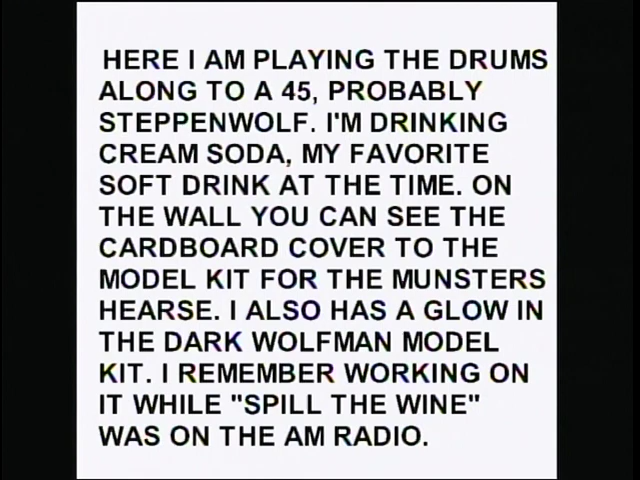 HERE I AM PLAYING THE DRUMS
ALONG TO A 45, PROBABLY
STEPPENWOLF. I'M DRINKING
CREAM SODA, MY FAVORITE
SOFT DRINK AT THE TIME. ON
THE WALL YOU CAN SEE THE
CARDBOARD COVER TO THE
MODEL KIT FOR THE MUNSTERS
HEARSE. I ALSO HAS A GLOW IN
THE DARK WOLFMAN MODEL
KIT. I REMEMBER WORKING ON
IT WHILE "SPILL THE WINE"
WAS ON THE AM RADIO.